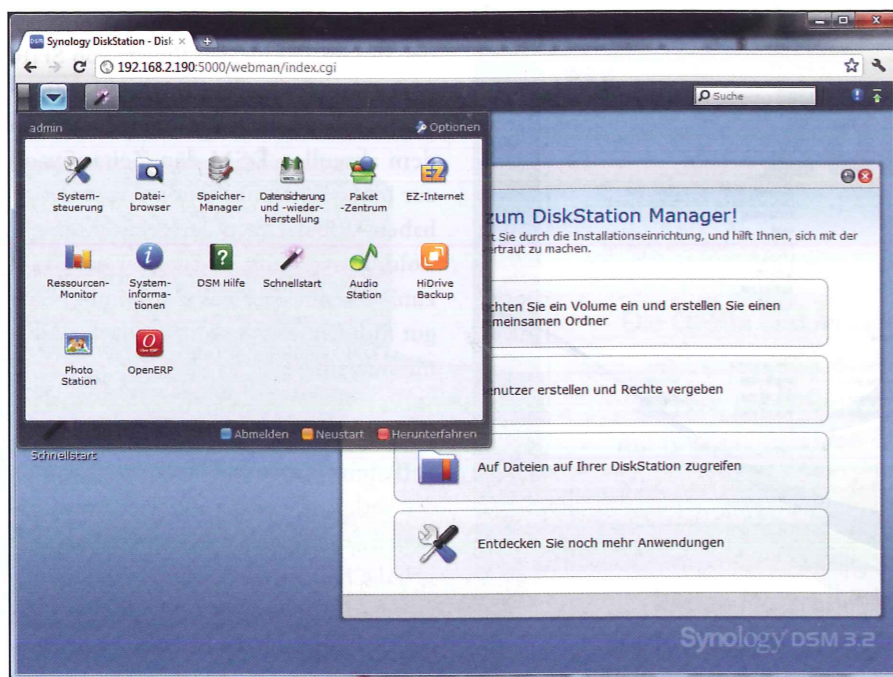 Synology DiskStation - Disk
192.168.2.190:5000/webman/index.cgi
Suche
admin
Optionen
System-
steuerung
Datei-
browser
Speicher-
Manager
Datensicherung
und -wieder-
herstellung
Paket
-Zentrum
EZ
EZ-Internet
Ressourcen-
Monitor
System-
informa-
tionen
DSM Hilfe
Schnellstart
Audio
Station
HiDrive
Backup
Photo
Station
OpenERP
Abmelden
Neustart
Herunterfahren
Schnellstart
zum DiskStation Manager!
Sie durch die Installationseinrichtung, und hilft Ihnen, sich mit der
ertraut zu machen.
chten Sie ein Volume ein und erstellen Sie einen
emeinsamen Ordner
enutzer erstellen und Rechte vergeben
Auf Dateien auf Ihrer DiskStation zugreifen
Entdecken Sie noch mehr Anwendungen
Synology DSM 3.2